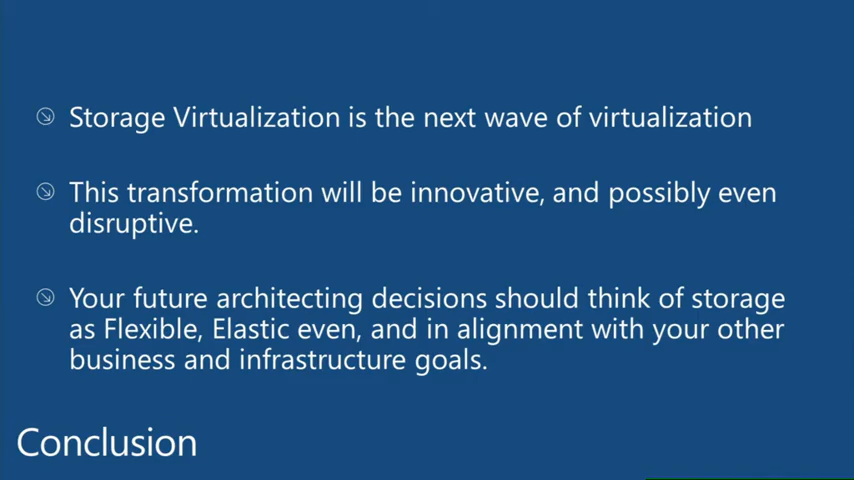 Storage Virtualization is the next wave of virtualization
This transformation will be innovative, and possibly even
disruptive.
Your future architecting decisions should think of storage
as Flexible, Elastic even, and in alignment with your other
business and infrastructure goals.
Conclusion